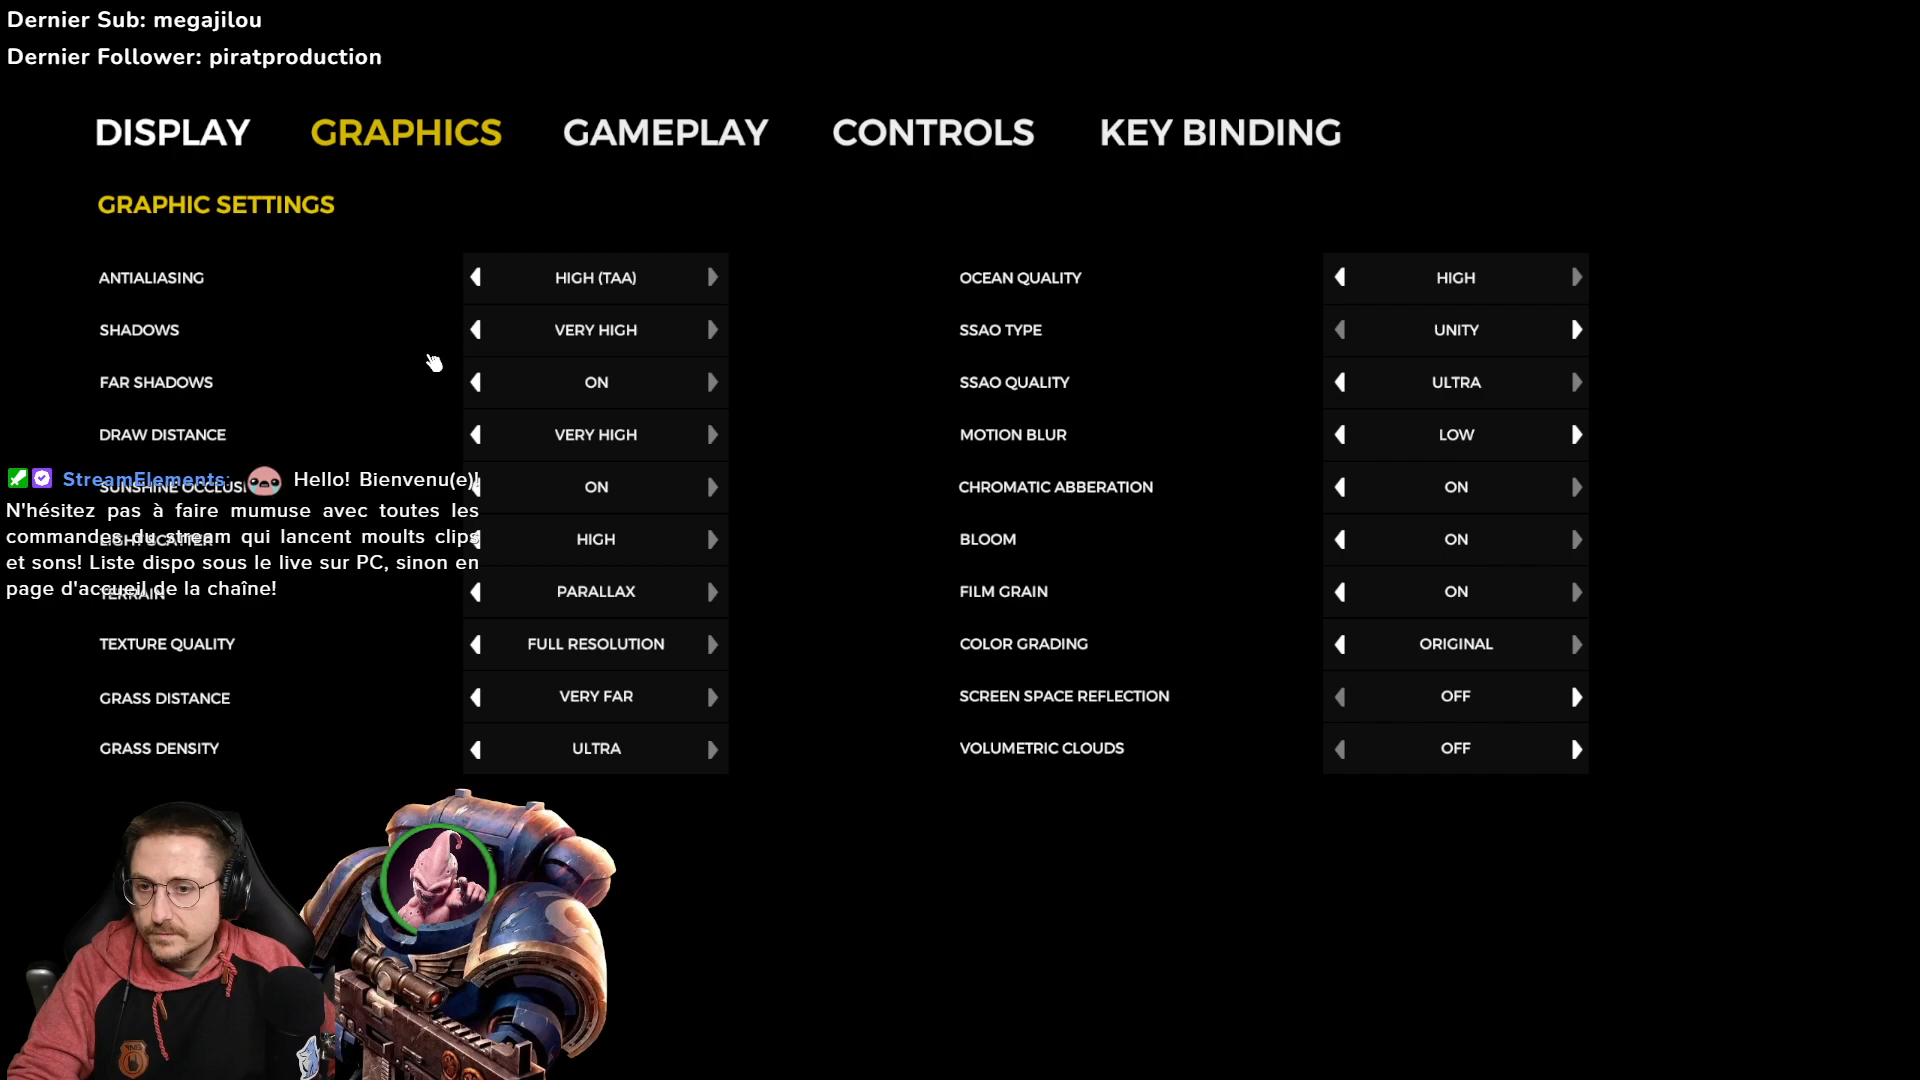 Dernier Sub: megajilou
Dernier Follower: piratproduction
DISPLAY GRAPHICS GAMEPLAY CONTROLS KEY BINDING
GRAPHIC SETTINGS
ANTIALIASING HIGH (TAA) OCEAN QUALITY HIGH
SHADOWS VERY HIGH SSAO TYPE UNITY
FAR SHADOWS ON SSAO QUALITY ULTRA
DRAW DISTANCE VERY HIGH MOTION BLUR LOW
StreamElements: Hello! Bienvenu(e)!
N'hésitez pas à faire mumuse avec toutes les
commandes du stream qui lancent moults clips
et sons! Liste dispo sous le live sur PC, sinon en
page d'accueil de la chaîne!
SUNSHINE ON CHROMATIC ABBERATION ON
LIGHT SCATTER HIGH BLOOM ON
TERRAIN PARALLAX FILM GRAIN ON
TEXTURE QUALITY FULL RESOLUTION COLOR GRADING ORIGINAL
GRASS DISTANCE VERY FAR SCREEN SPACE REFLECTION OFF
GRASS DENSITY ULTRA VOLUMETRIC CLOUDS OFF